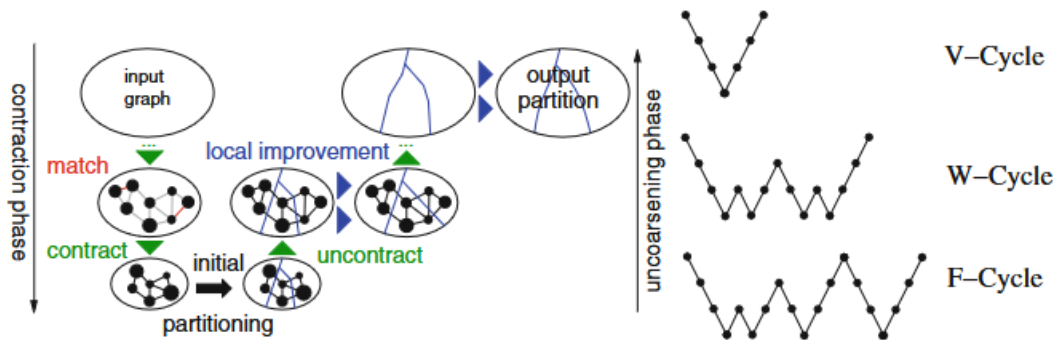 contraction phase
input
graph
...
match
contract
initial
partitioning
local improvement
...
uncontract
output
partition
uncoarsening phase
V–Cycle
W–Cycle
F–Cycle